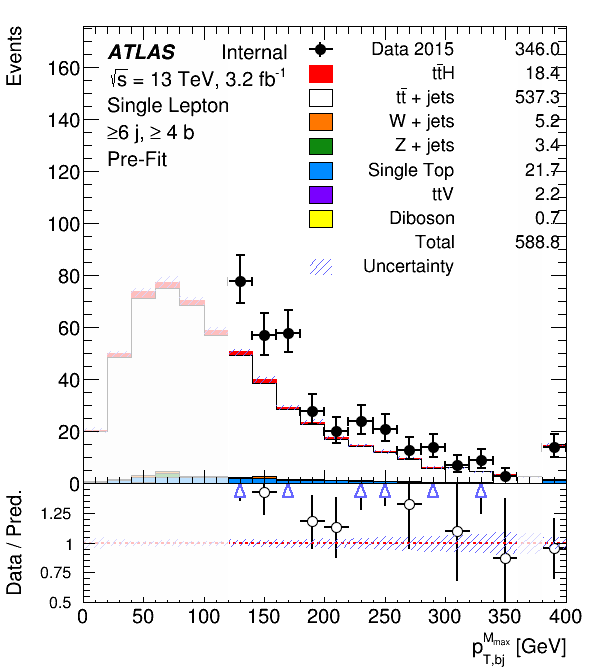 Events
ATLAS Internal
√s = 13 TeV, 3.2 fb⁻¹
Single Lepton
≥6 j, ≥ 4 b
Pre-Fit
Data 2015 346.0
tt̄H 18.4
tt̄ + jets 537.3
W + jets 5.2
Z + jets 3.4
Single Top 21.7
ttV 2.2
Diboson 0.7
Total 588.8
Uncertainty
160
140
120
100
80
60
40
20
0
Data / Pred.
1.25
1
0.75
0.5
0 50 100 150 200 250 300 350 400
p_{T,bj}^{M_{max}} [GeV]